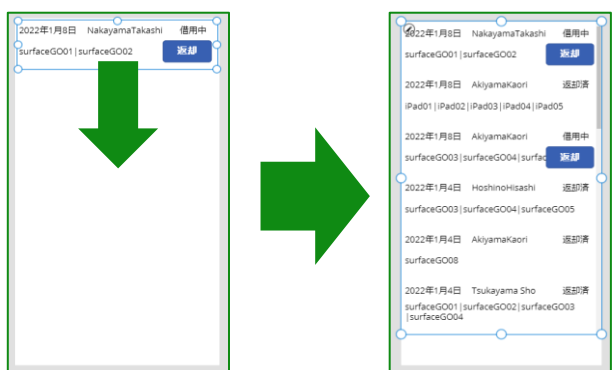 2022年1月8日 NakayamaTakashi 借用中
surfaceGO01|surfaceGO02 返却
2022年1月8日 NakayamaTakashi 借用中
surfaceGO01|surfaceGO02 返却
2022年1月8日 AkiyamaKaori 返却済
iPad01|iPad02|iPad03|iPad04|iPad05
2022年1月8日 AkiyamaKaori 借用中
surfaceGO03|surfaceGO04|surfac 返却
2022年1月4日 HoshinoHisashi 返却済
surfaceGO03|surfaceGO04|surfaceGO05
2022年1月4日 AkiyamaKaori 返却済
surfaceGO08
2022年1月4日 Tsukayama Sho 返却済
surfaceGO01|surfaceGO02|surfaceGO03
|surfaceGO04